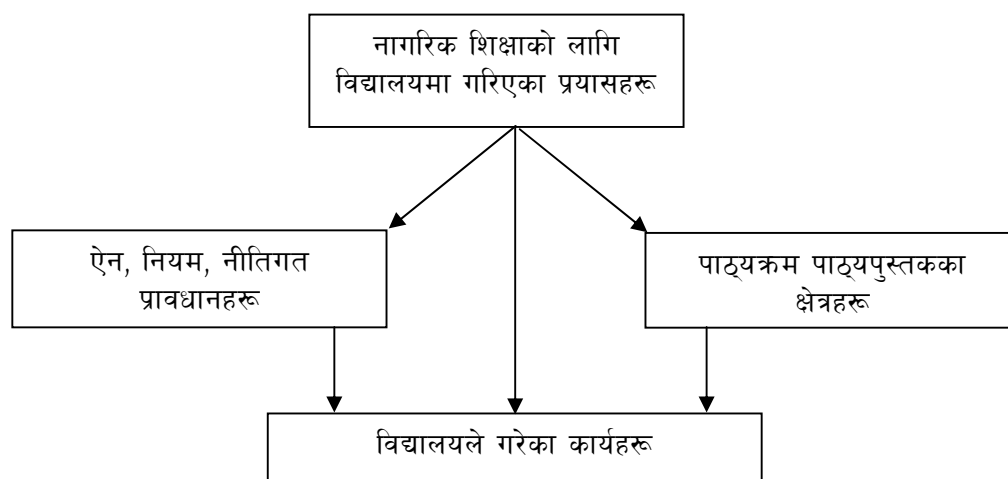 नागरिक शिक्षाको लागि
विद्यालयमा गरिएका प्रयासहरू
ऐन, नियम, नीतिगत
प्रावधानहरू
पाठ्यक्रम पाठ्यपुस्तकका
क्षेत्रहरू
विद्यालयले गरेका कार्यहरू